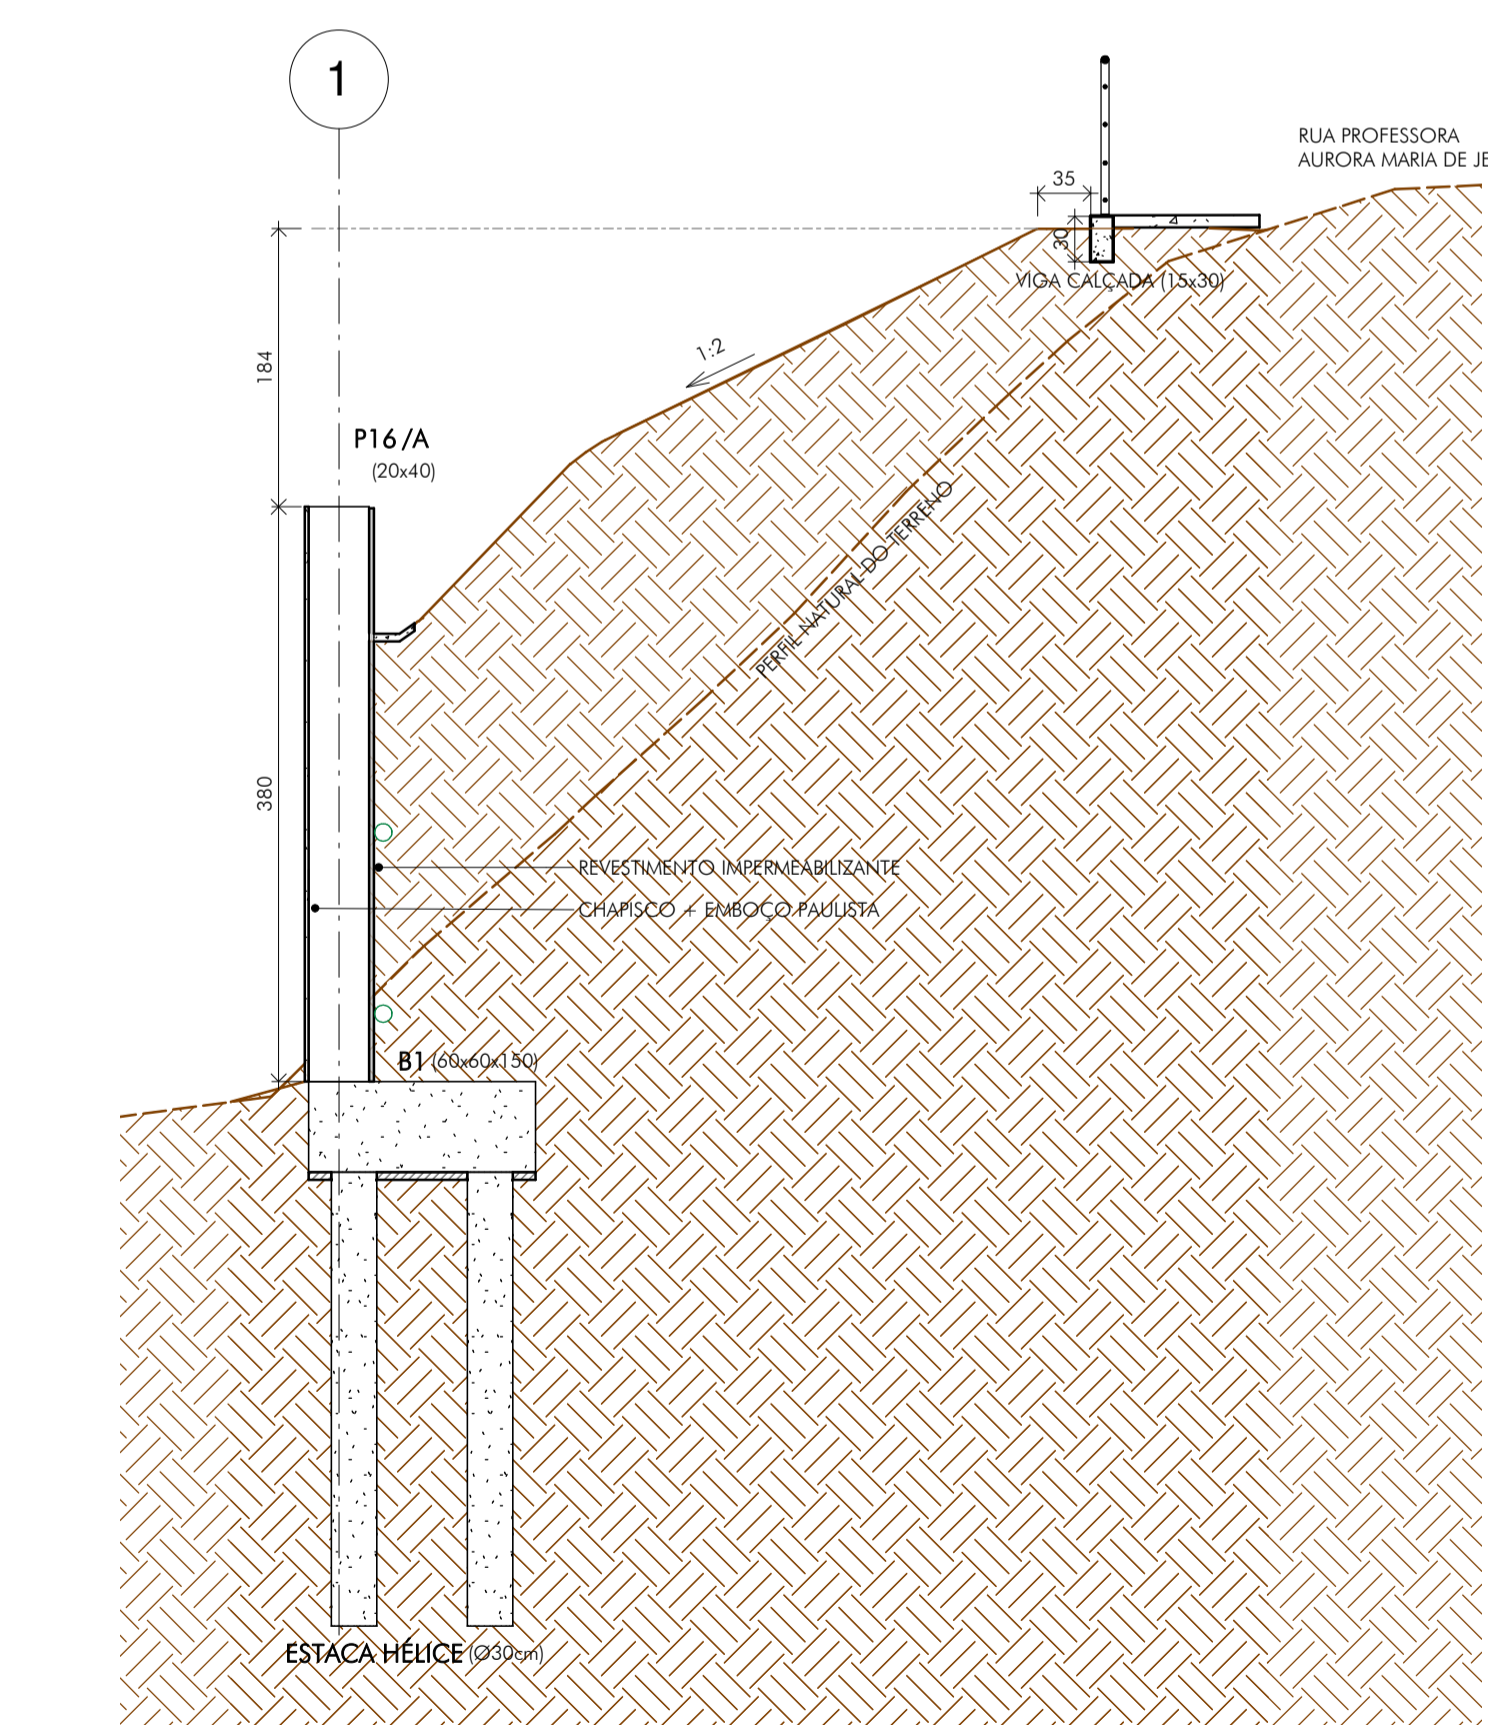 1
RUA PROFESSORA
AURORA MARIA DE JE
35
30
VIGA CALÇADA (15x30)
1:2
184
P16/A
(20x40)
PERFIL NATURAL DO TERRENO
380
REVESTIMENTO IMPERMEABILIZANTE
CHAPISCO + EMBOÇO PAULISTA
B1 (60x60x150)
ESTACA HÉLICE (Ø30cm)